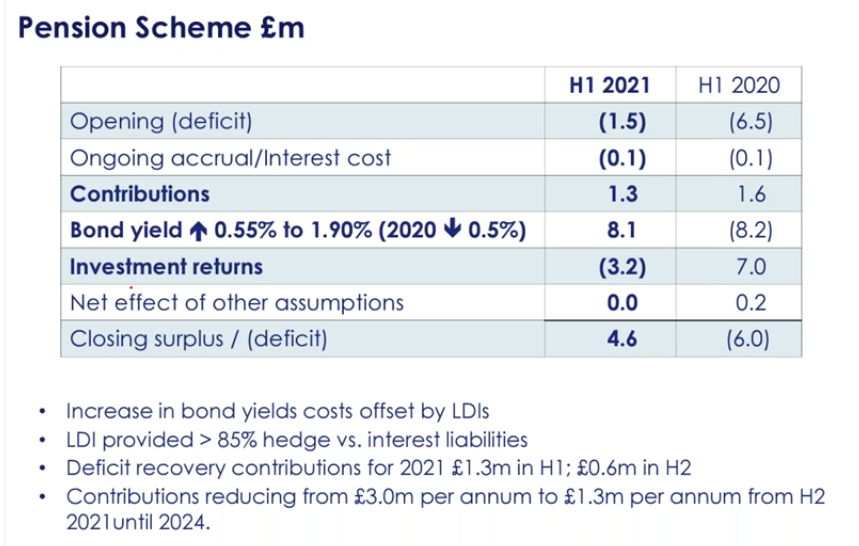 Pension Scheme £m
H1 2021 H1 2020
Opening (deficit) (1.5) (6.5)
Ongoing accrual/Interest cost (0.1) (0.1)
Contributions 1.3 1.6
Bond yield ↑ 0.55% to 1.90% (2020 ↓ 0.5%) 8.1 (8.2)
Investment returns (3.2) 7.0
Net effect of other assumptions 0.0 0.2
Closing surplus / (deficit) 4.6 (6.0)
• Increase in bond yields costs offset by LDIs
• LDI provided > 85% hedge vs. interest liabilities
• Deficit recovery contributions for 2021 £1.3m in H1; £0.6m in H2
• Contributions reducing from £3.0m per annum to £1.3m per annum from H2
2021until 2024.